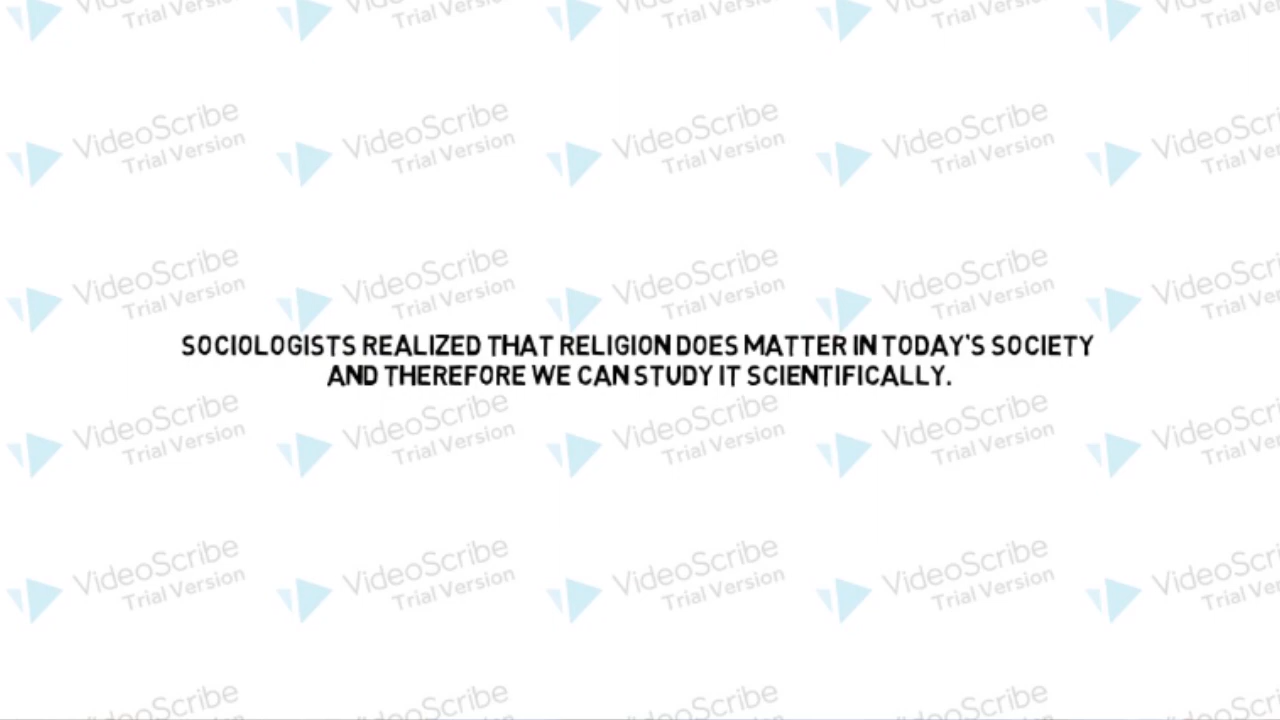 VideoScribe
Trial Version
SOCIOLOGISTS REALIZED THAT RELIGION DOES MATTER IN TODAY'S SOCIETY
AND THEREFORE WE CAN STUDY IT SCIENTIFICALLY.